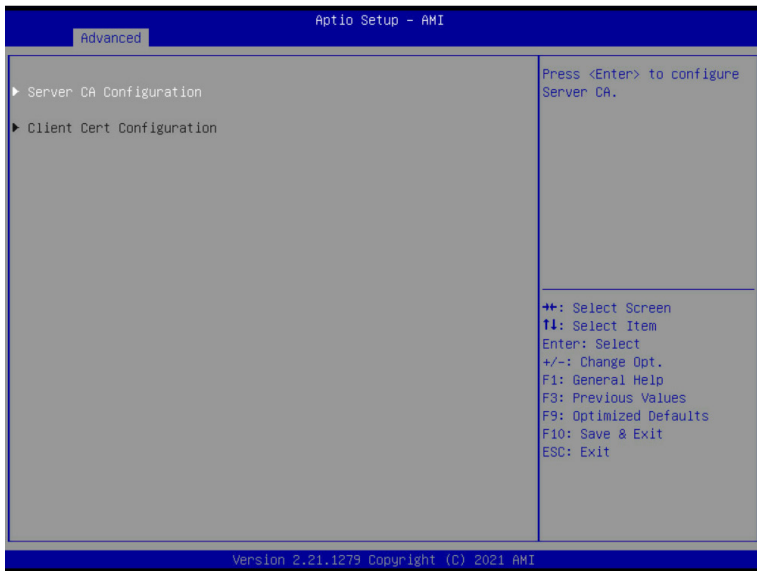 Aptio Setup – AMI
Advanced
▶ Server CA Configuration
▶ Client Cert Configuration
Press <Enter> to configure
Server CA.
→←: Select Screen
↑↓: Select Item
Enter: Select
+/-: Change Opt.
F1: General Help
F3: Previous Values
F9: Optimized Defaults
F10: Save & Exit
ESC: Exit
Version 2.21.1279 Copyright (C) 2021 AMI